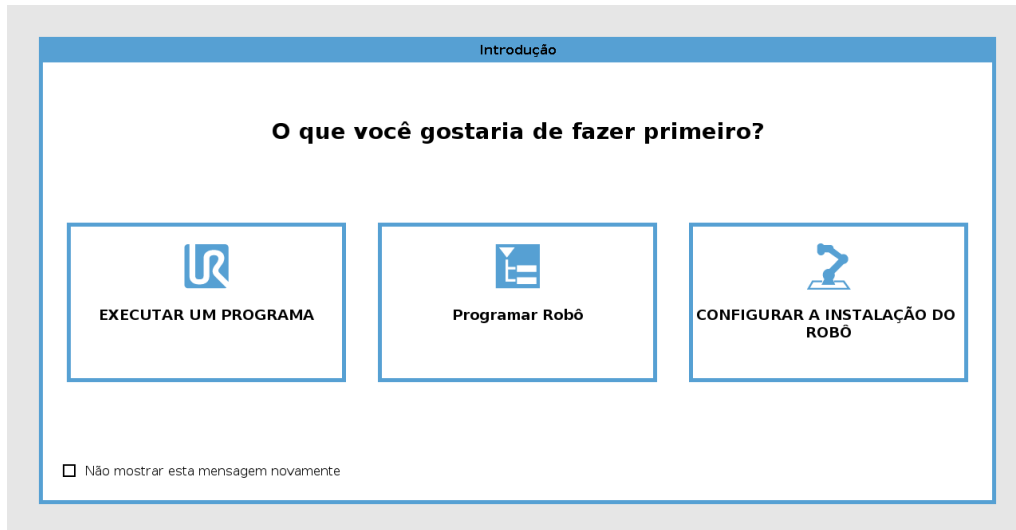 Introdução
O que você gostaria de fazer primeiro?
UR
EXECUTAR UM PROGRAMA
Programar Robô
CONFIGURAR A INSTALAÇÃO DO
ROBÔ
Não mostrar esta mensagem novamente